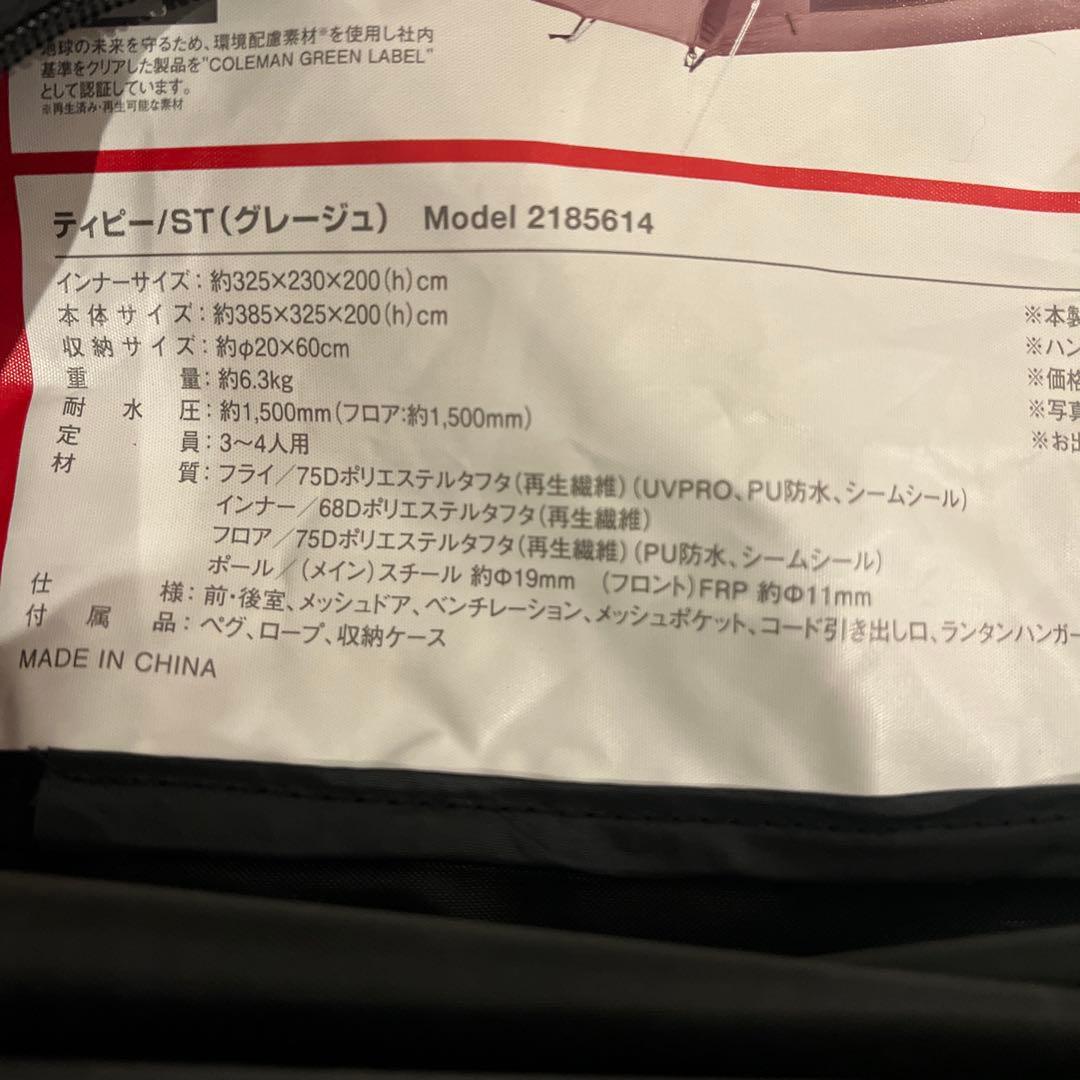 地球の未来を守るため、環境配慮素材※を使用し社内
基準をクリアした製品を"COLEMAN GREEN LABEL"
として認証しています。
※再生済み・再生可能な素材
ティピー/ST(グレージュ) Model 2185614
インナーサイズ:約325×230×200(h)cm
本体サイズ:約385×325×200(h)cm
収納サイズ:約φ20×60cm
重量:約6.3kg
耐水圧:約1,500mm(フロア:約1,500mm)
定員:3〜4人用
材質:フライ/75Dポリエステルタフタ(再生繊維)(UVPRO、PU防水、シームシール)
インナー/68Dポリエステルタフタ(再生繊維)
フロア/75Dポリエステルタフタ(再生繊維)(PU防水、シームシール)
ポール/(メイン)スチール 約Φ19mm (フロント)FRP 約Φ11mm
仕様:前・後室、メッシュドア、ベンチレーション、メッシュポケット、コード引き出し口、ランタンハンガー
付属品:ペグ、ロープ、収納ケース
MADE IN CHINA
※本製
※ハン
※価格
※写真
※お出